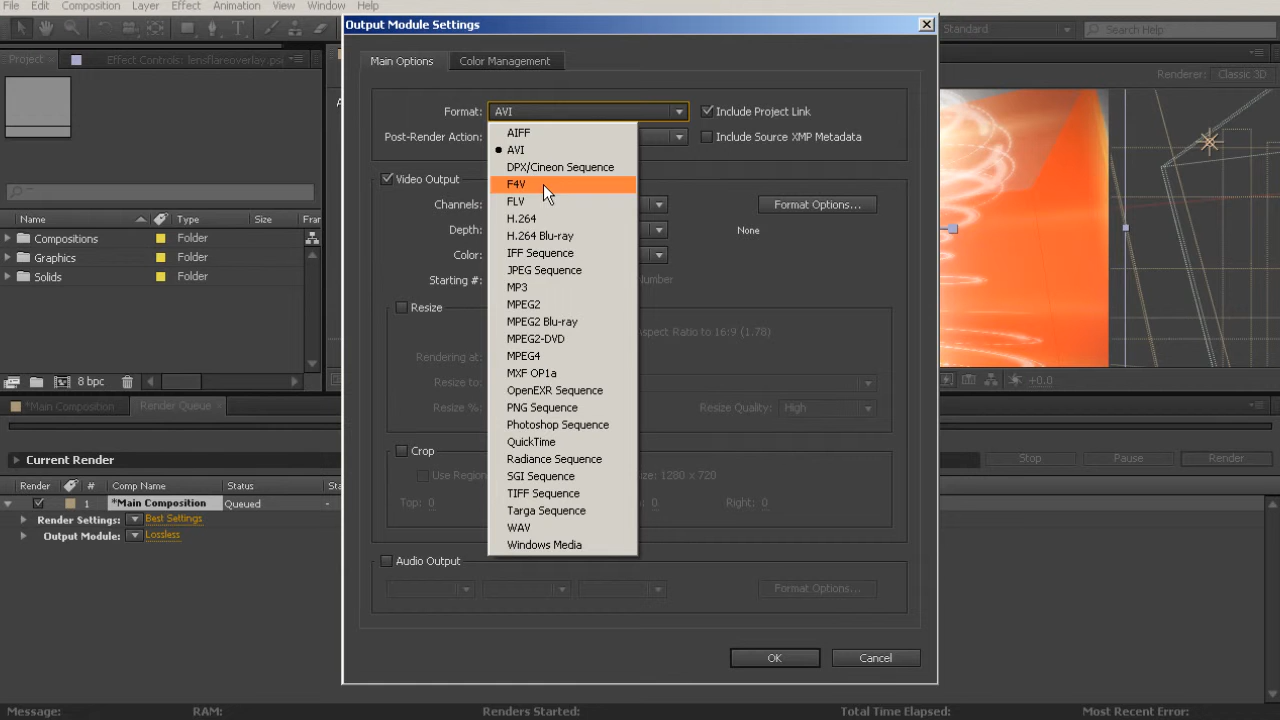 File Edit Composition Layer Effect Animation View Window Help
Output Module Settings
Standard
Search Help
Project
Effect Controls: lensflareoverlay.ps
Main Options
Color Management
Renderer: Classic 3D
Format: AVI
Include Project Link
Post-Render Action:
Include Source XMP Metadata
AIFF
AVI
DPX/Cineon Sequence
F4V
FLV
H.264
H.264 Blu-ray
IFF Sequence
JPEG Sequence
MP3
MPEG2
MPEG2 Blu-ray
MPEG2-DVD
MPEG4
MXF OP1a
OpenEXR Sequence
PNG Sequence
Photoshop Sequence
QuickTime
Radiance Sequence
SGI Sequence
TIFF Sequence
Targa Sequence
WAV
Windows Media
Video Output
Channels:
Format Options...
Depth:
None
Color:
Starting #:
Number
Resize
Aspect Ratio to 16:9 (1.78)
Rendering at:
Resize to:
Resize %:
Resize Quality: High
Crop
Use Region
Size: 1280 x 720
Top: 0
0
Right: 0
Audio Output
Format Options...
OK
Cancel
Name Type Size Frame
Compositions Folder
Graphics Folder
Solids Folder
8 bpc
+0.0
*Main Composition
Render Queue
Current Render
Stop Pause Render
Render # Comp Name Status
1 *Main Composition Queued
Render Settings: Best Settings
Output Module: Lossless
Message: RAM: Renders Started: Total Time Elapsed: Most Recent Error: